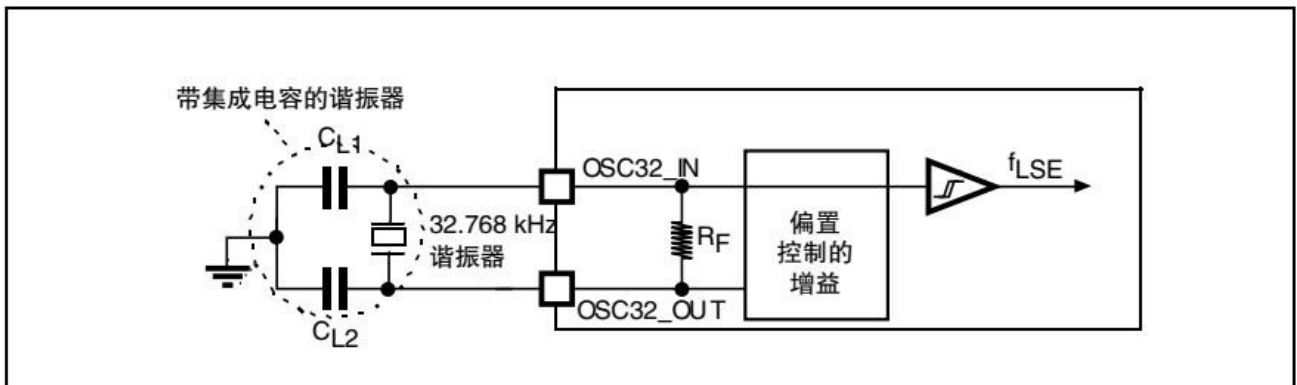 带集成电容的谐振器
CL1
OSC32_IN
fLSE
32.768 kHz
谐振器
RF
偏置
控制的
增益
OSC32_OUT
CL2